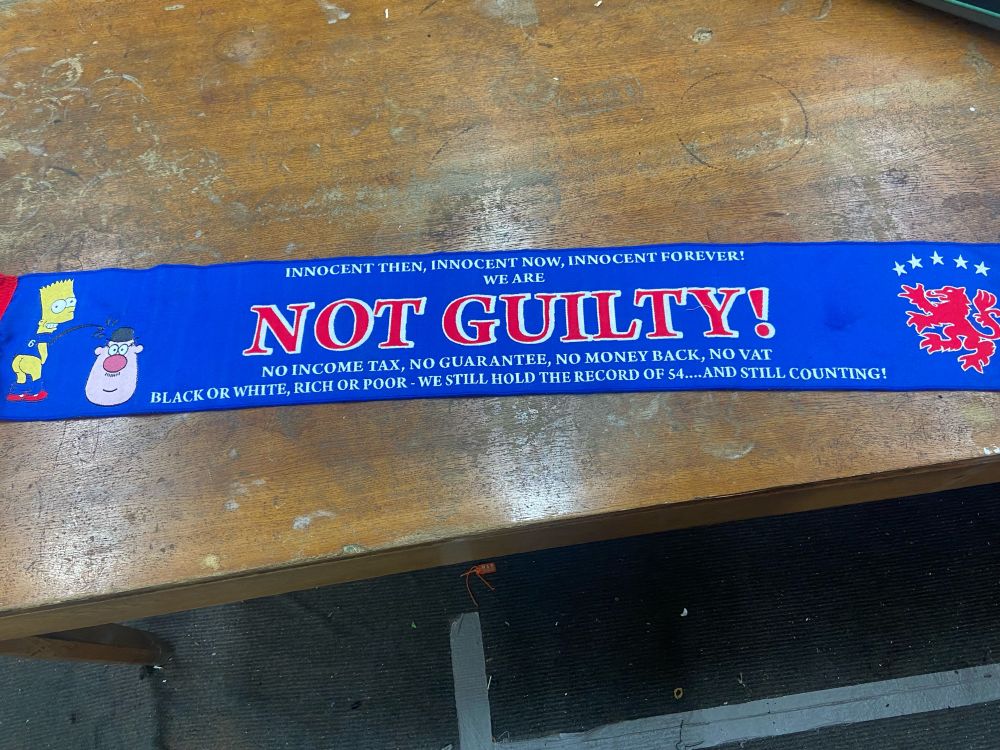 INNOCENT THEN, INNOCENT NOW, INNOCENT FOREVER!
WE ARE
NOT GUILTY!
NO INCOME TAX, NO GUARANTEE, NO MONEY BACK, NO VAT
BLACK OR WHITE, RICH OR POOR - WE STILL HOLD THE RECORD OF 54....AND STILL COUNTING!